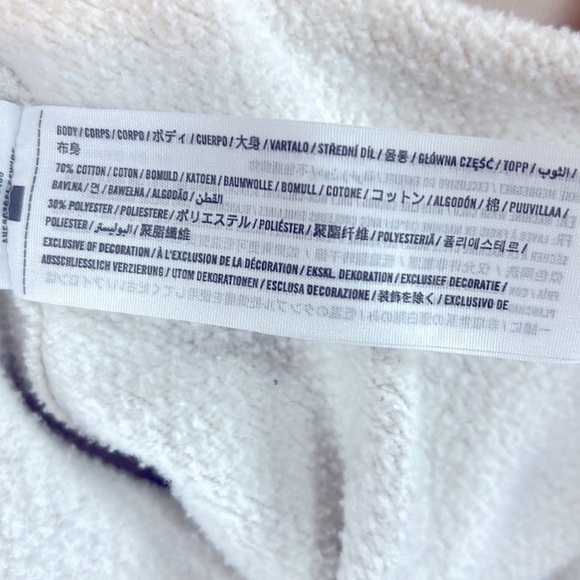 BODY / CORPS / CORPO / ボディ / CUERPO / 大身 / VARTALO / STŘEDNÍ DÍL / 몸통 / GŁÓWNA CZĘŚĆ / TOPP / الثوب /
布身
70% COTTON / COTON / BOMULD / KATOEN / BAUMWOLLE / BOMULL / COTONE / コットン / ALGODÓN / 棉 / PUUVILLAA /
BAVLNA / 면 / BAWEŁNA / ALGODÃO / القطن
30% POLYESTER / POLIESTERE / ポリエステル / POLIÉSTER / 聚酯纤维 / POLYESTERIÄ / 폴리에스테르 /
POLIESTER / البوليستر / 聚酯纖維
EXCLUSIVE OF DECORATION / À L'EXCLUSION DE LA DÉCORATION / EKSKL. DEKORATION / EXCLUSIEF DECORATIE /
AUSSCHLIESSLICH VERZIERUNG / UTOM DEKORATIONEN / ESCLUSA DECORAZIONE / 装飾を除く / EXCLUSIVO DE